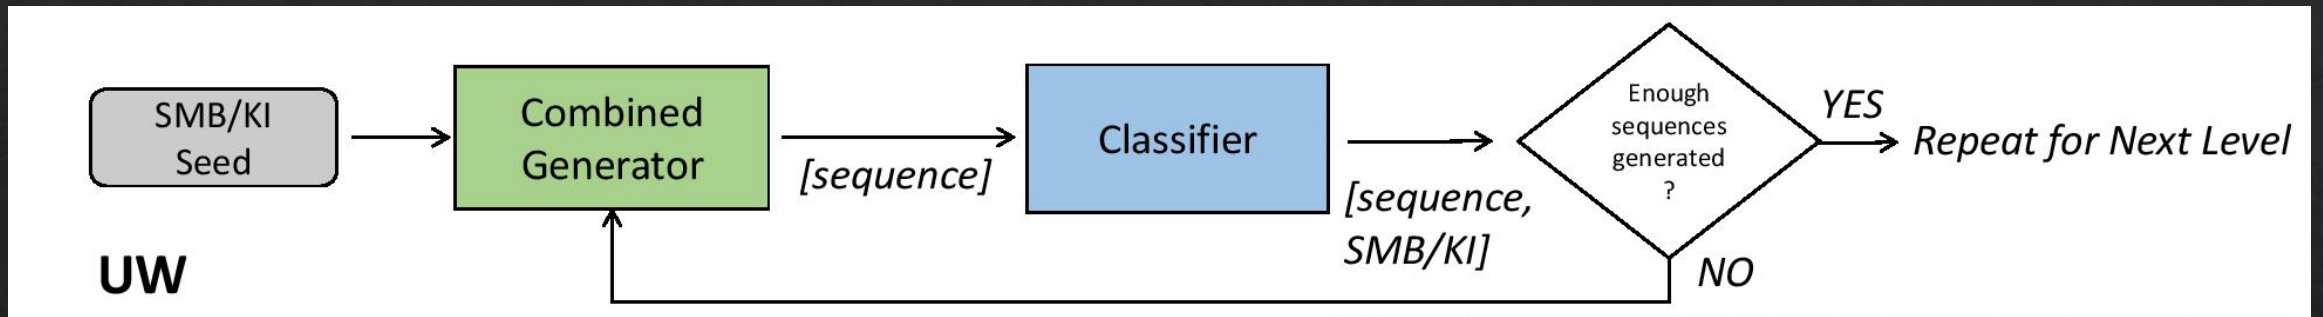 SMB/KI
Seed
Combined
Generator
[sequence]
Classifier
[sequence,
SMB/KI]
Enough
sequences
generated
?
YES
Repeat for Next Level
NO
UW